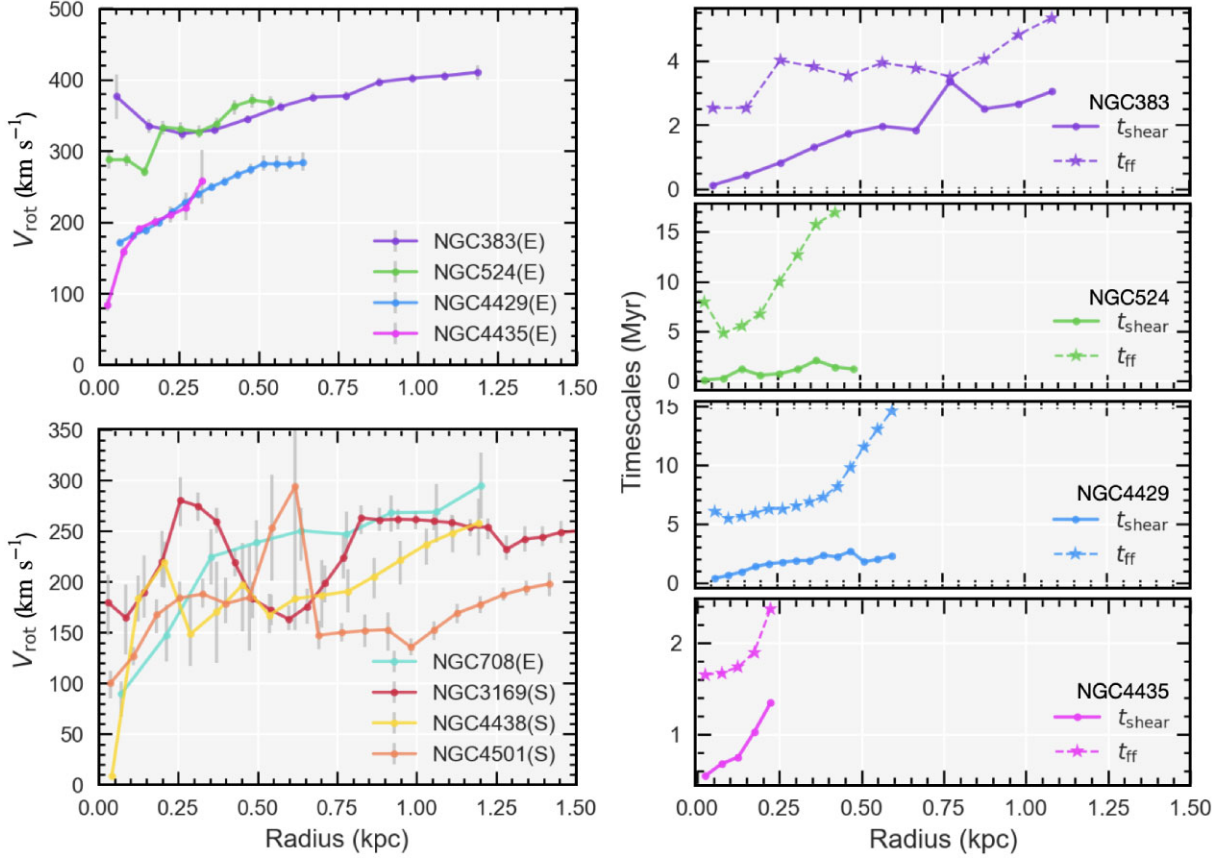 500
400
300
200
100
0
V_rot (km s⁻¹)
NGC383(E)
NGC524(E)
NGC4429(E)
NGC4435(E)
0.00 0.25 0.50 0.75 1.00 1.25 1.50
350
300
250
200
150
100
50
0
V_rot (km s⁻¹)
NGC708(E)
NGC3169(S)
NGC4438(S)
NGC4501(S)
0.00 0.25 0.50 0.75 1.00 1.25 1.50
Radius (kpc)
Timescales (Myr)
4
2
0
NGC383
t_shear
t_ff
15
10
5
0
NGC524
t_shear
t_ff
15
10
5
0
NGC4429
t_shear
t_ff
2
1
NGC4435
t_shear
t_ff
0.00 0.25 0.50 0.75 1.00 1.25 1.50
Radius (kpc)